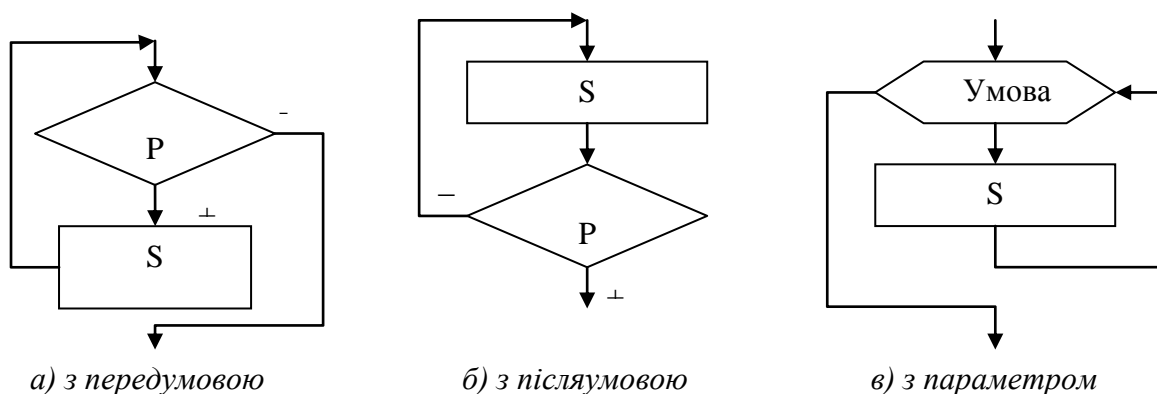 -
P
+
S
S
–
P
+
Умова
S
а) з передумовою
б) з післяумовою
в) з параметром